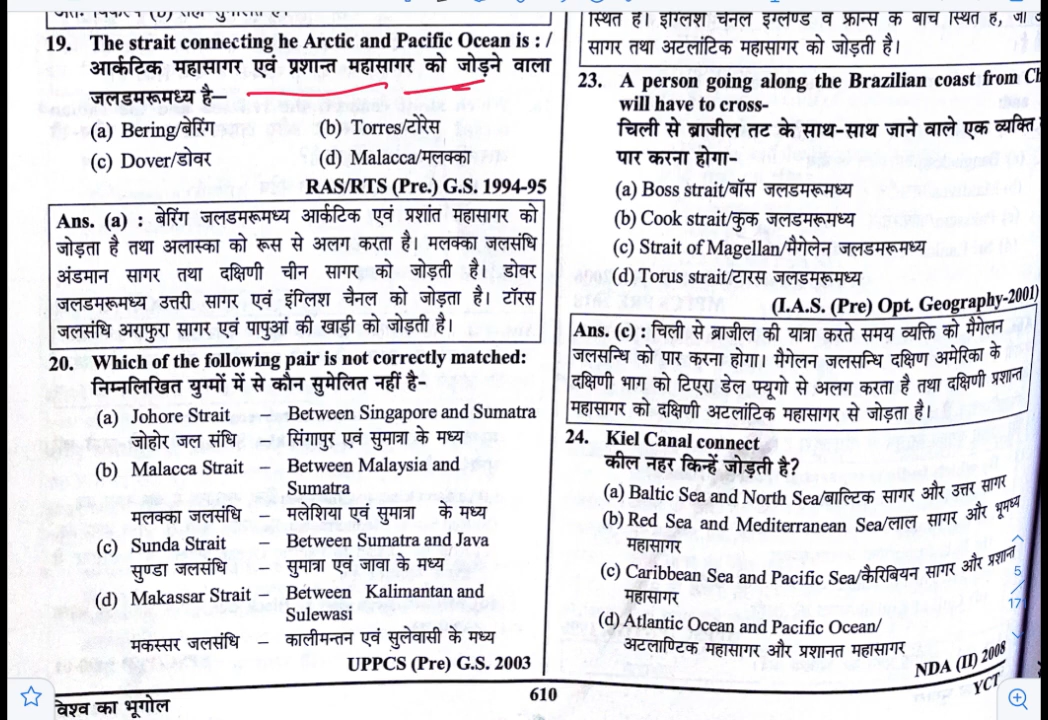 19. The strait connecting he Arctic and Pacific Ocean is : /
आर्कटिक महासागर एवं प्रशान्त महासागर को जोड़ने वाला
जलडमरूमध्य है–
(a) Bering/बेरिंग (b) Torres/टोरेस
(c) Dover/डोवर (d) Malacca/मलक्का
RAS/RTS (Pre.) G.S. 1994-95
Ans. (a) : बेरिंग जलडमरूमध्य आर्कटिक एवं प्रशांत महासागर को
जोड़ता है तथा अलास्का को रूस से अलग करता है। मलक्का जलसंधि
अंडमान सागर तथा दक्षिणी चीन सागर को जोड़ती है। डोवर
जलडमरूमध्य उत्तरी सागर एवं इंग्लिश चैनल को जोड़ता है। टॉरस
जलसंधि अराफुरा सागर एवं पापुआं की खाड़ी को जोड़ती है।
20. Which of the following pair is not correctly matched:
निम्नलिखित युग्मों में से कौन सुमेलित नहीं है-
(a) Johore Strait – Between Singapore and Sumatra
जोहोर जल संधि – सिंगापुर एवं सुमात्रा के मध्य
(b) Malacca Strait – Between Malaysia and
Sumatra
मलक्का जलसंधि – मलेशिया एवं सुमात्रा के मध्य
(c) Sunda Strait – Between Sumatra and Java
सुण्डा जलसंधि – सुमात्रा एवं जावा के मध्य
(d) Makassar Strait – Between Kalimantan and
Sulewasi
मकस्सर जलसंधि – कालीमन्तन एवं सुलेवासी के मध्य
UPPCS (Pre) G.S. 2003
स्थित है। इंग्लिश चैनल इंग्लैण्ड व फ्रान्स के बीच स्थित है, जो
सागर तथा अटलांटिक महासागर को जोड़ती है।
23. A person going along the Brazilian coast from Ch
will have to cross-
चिली से ब्राजील तट के साथ-साथ जाने वाले एक व्यक्ति
पार करना होगा-
(a) Boss strait/बॉस जलडमरूमध्य
(b) Cook strait/कुक जलडमरूमध्य
(c) Strait of Magellan/मैगेलेन जलडमरूमध्य
(d) Torus strait/टारस जलडमरूमध्य
(I.A.S. (Pre) Opt. Geography-2001)
Ans. (c) : चिली से ब्राजील की यात्रा करते समय व्यक्ति को मैगेलन
जलसन्धि को पार करना होगा। मैगेलन जलसन्धि दक्षिण अमेरिका के
दक्षिणी भाग को टिएरा डेल फ्यूगो से अलग करता है तथा दक्षिणी प्रशान्त
महासागर को दक्षिणी अटलांटिक महासागर से जोड़ता है।
24. Kiel Canal connect
कील नहर किन्हें जोड़ती है?
(a) Baltic Sea and North Sea/बाल्टिक सागर और उत्तर सागर
(b) Red Sea and Mediterranean Sea/लाल सागर और भूमध्य
महासागर
(c) Caribbean Sea and Pacific Sea/कैरिबियन सागर और प्रशान्त
महासागर
(d) Atlantic Ocean and Pacific Ocean/
अटलाण्टिक महासागर और प्रशानत महासागर
NDA (II) 2008
5
17
विश्व का भूगोल
610
YCT